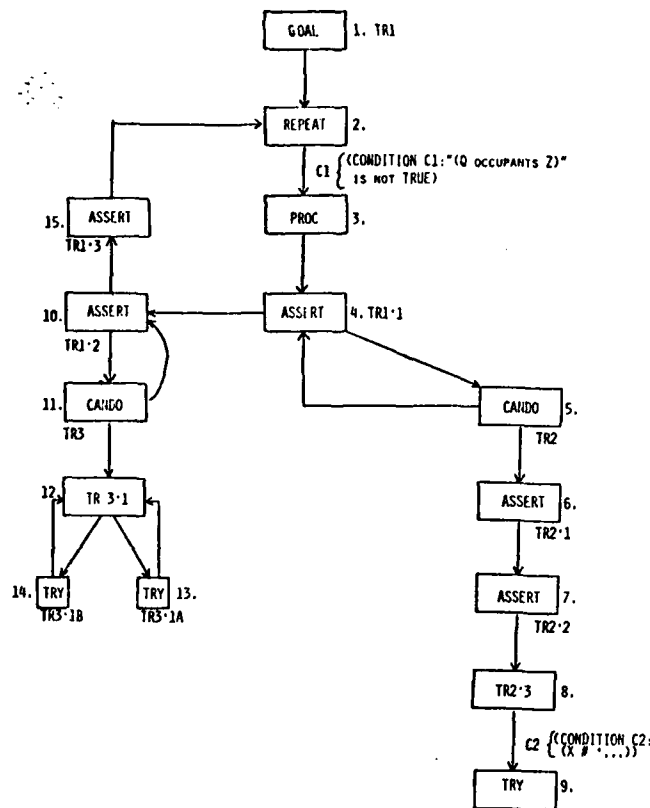 GOAL 1. TR1
REPEAT 2.
C1 {(CONDITION C1:"(Q OCCUPANTS Z)"
IS NOT TRUE)
15. ASSERT
TR1·3
PROC 3.
10. ASSERT
TR1·2
ASSERT 4. TR1·1
11. CANDO
TR3
CANDO 5.
TR2
12. TR 3·1
ASSERT 6.
TR2·1
14. TRY
TR3·1B
TRY 13.
TR3·1A
ASSERT 7.
TR2·2
TR2·3 8.
C2 {(CONDITION C2:
(X # ·...))
TRY 9.